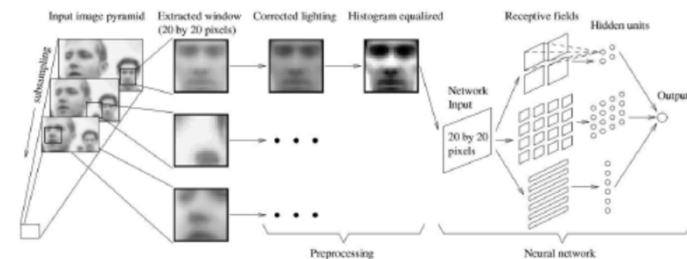 Input image pyramid
Extracted window
(20 by 20 pixels)
Corrected lighting
Histogram equalized
Receptive fields
Hidden units
subsampling
Network
Input
Output
20 by 20
pixels
Preprocessing
Neural network